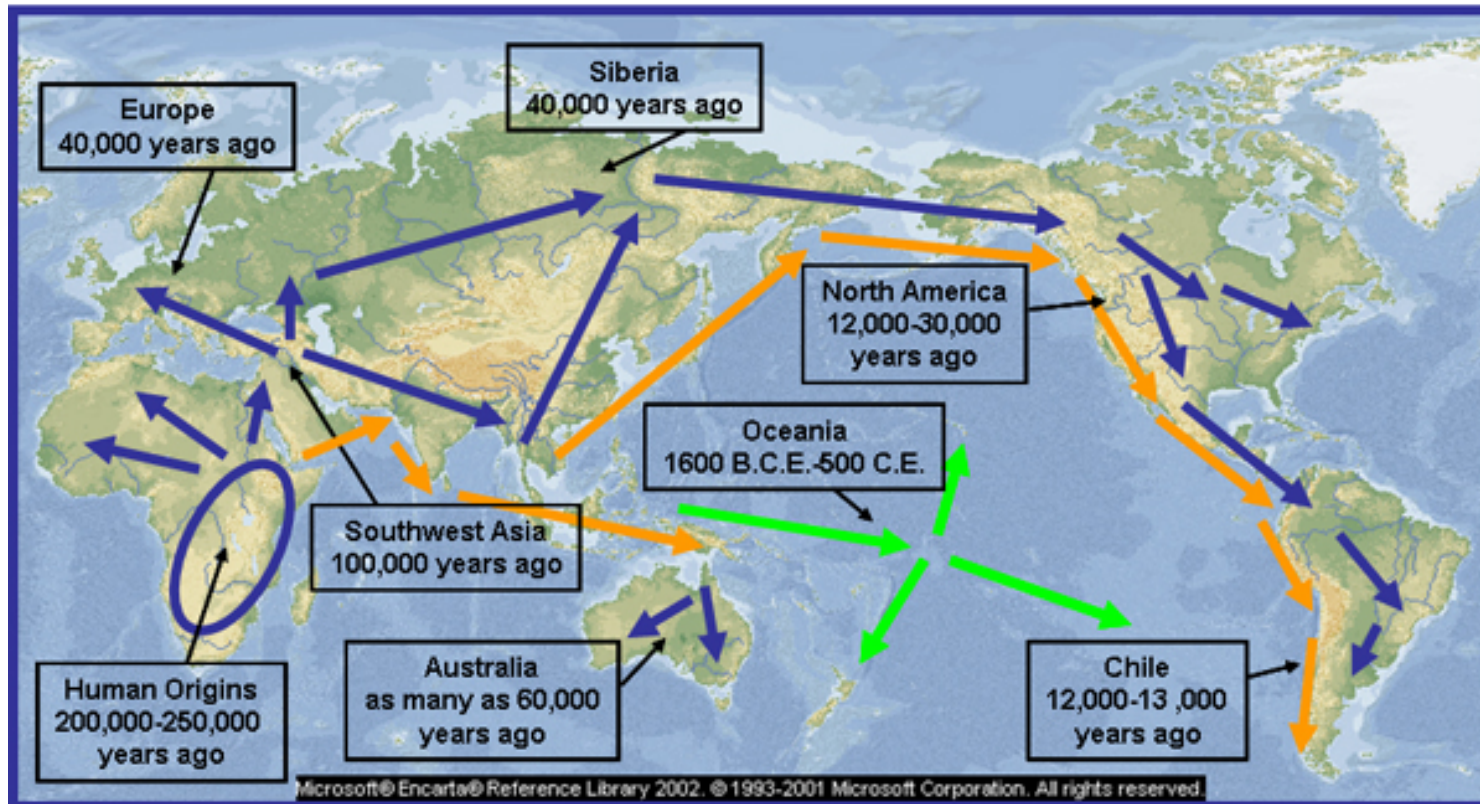 Siberia
40,000 years ago
Europe
40,000 years ago
North America
12,000-30,000
years ago
Oceania
1600 B.C.E.-500 C.E.
Southwest Asia
100,000 years ago
Human Origins
200,000-250,000
years ago
Australia
as many as 60,000
years ago
Chile
12,000-13 ,000
years ago
Microsoft® Encarta® Reference Library 2002. © 1993-2001 Microsoft Corporation. All rights reserved.